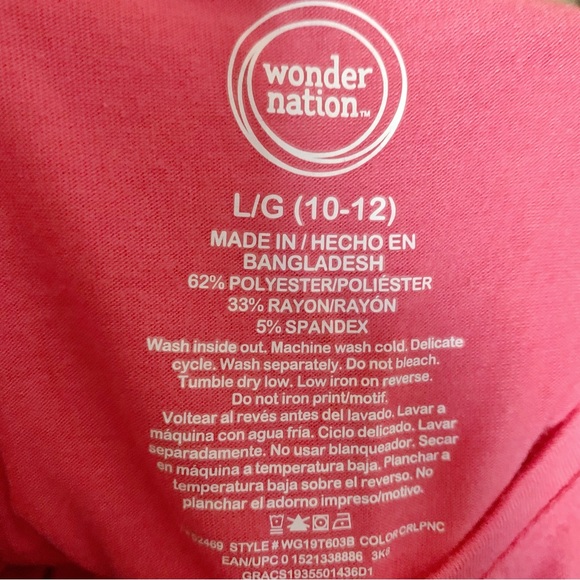 wonder
nation™
L/G (10-12)
MADE IN / HECHO EN
BANGLADESH
62% POLYESTER/POLIÉSTER
33% RAYON/RAYÓN
5% SPANDEX
Wash inside out. Machine wash cold. Delicate
cycle. Wash separately. Do not bleach.
Tumble dry low. Low iron on reverse.
Do not iron print/motif.
Voltear al revés antes del lavado. Lavar a
máquina con agua fría. Ciclo delicado. Lavar
separadamente. No usar blanqueador. Secar
en máquina a temperatura baja. Planchar a
temperatura baja sobre el reverso. No
planchar el adorno impreso/motivo.
STYLE # WG19T603B COLOR CRLPNC
EAN/UPC 0 1521338886
GRACS1935501436D1